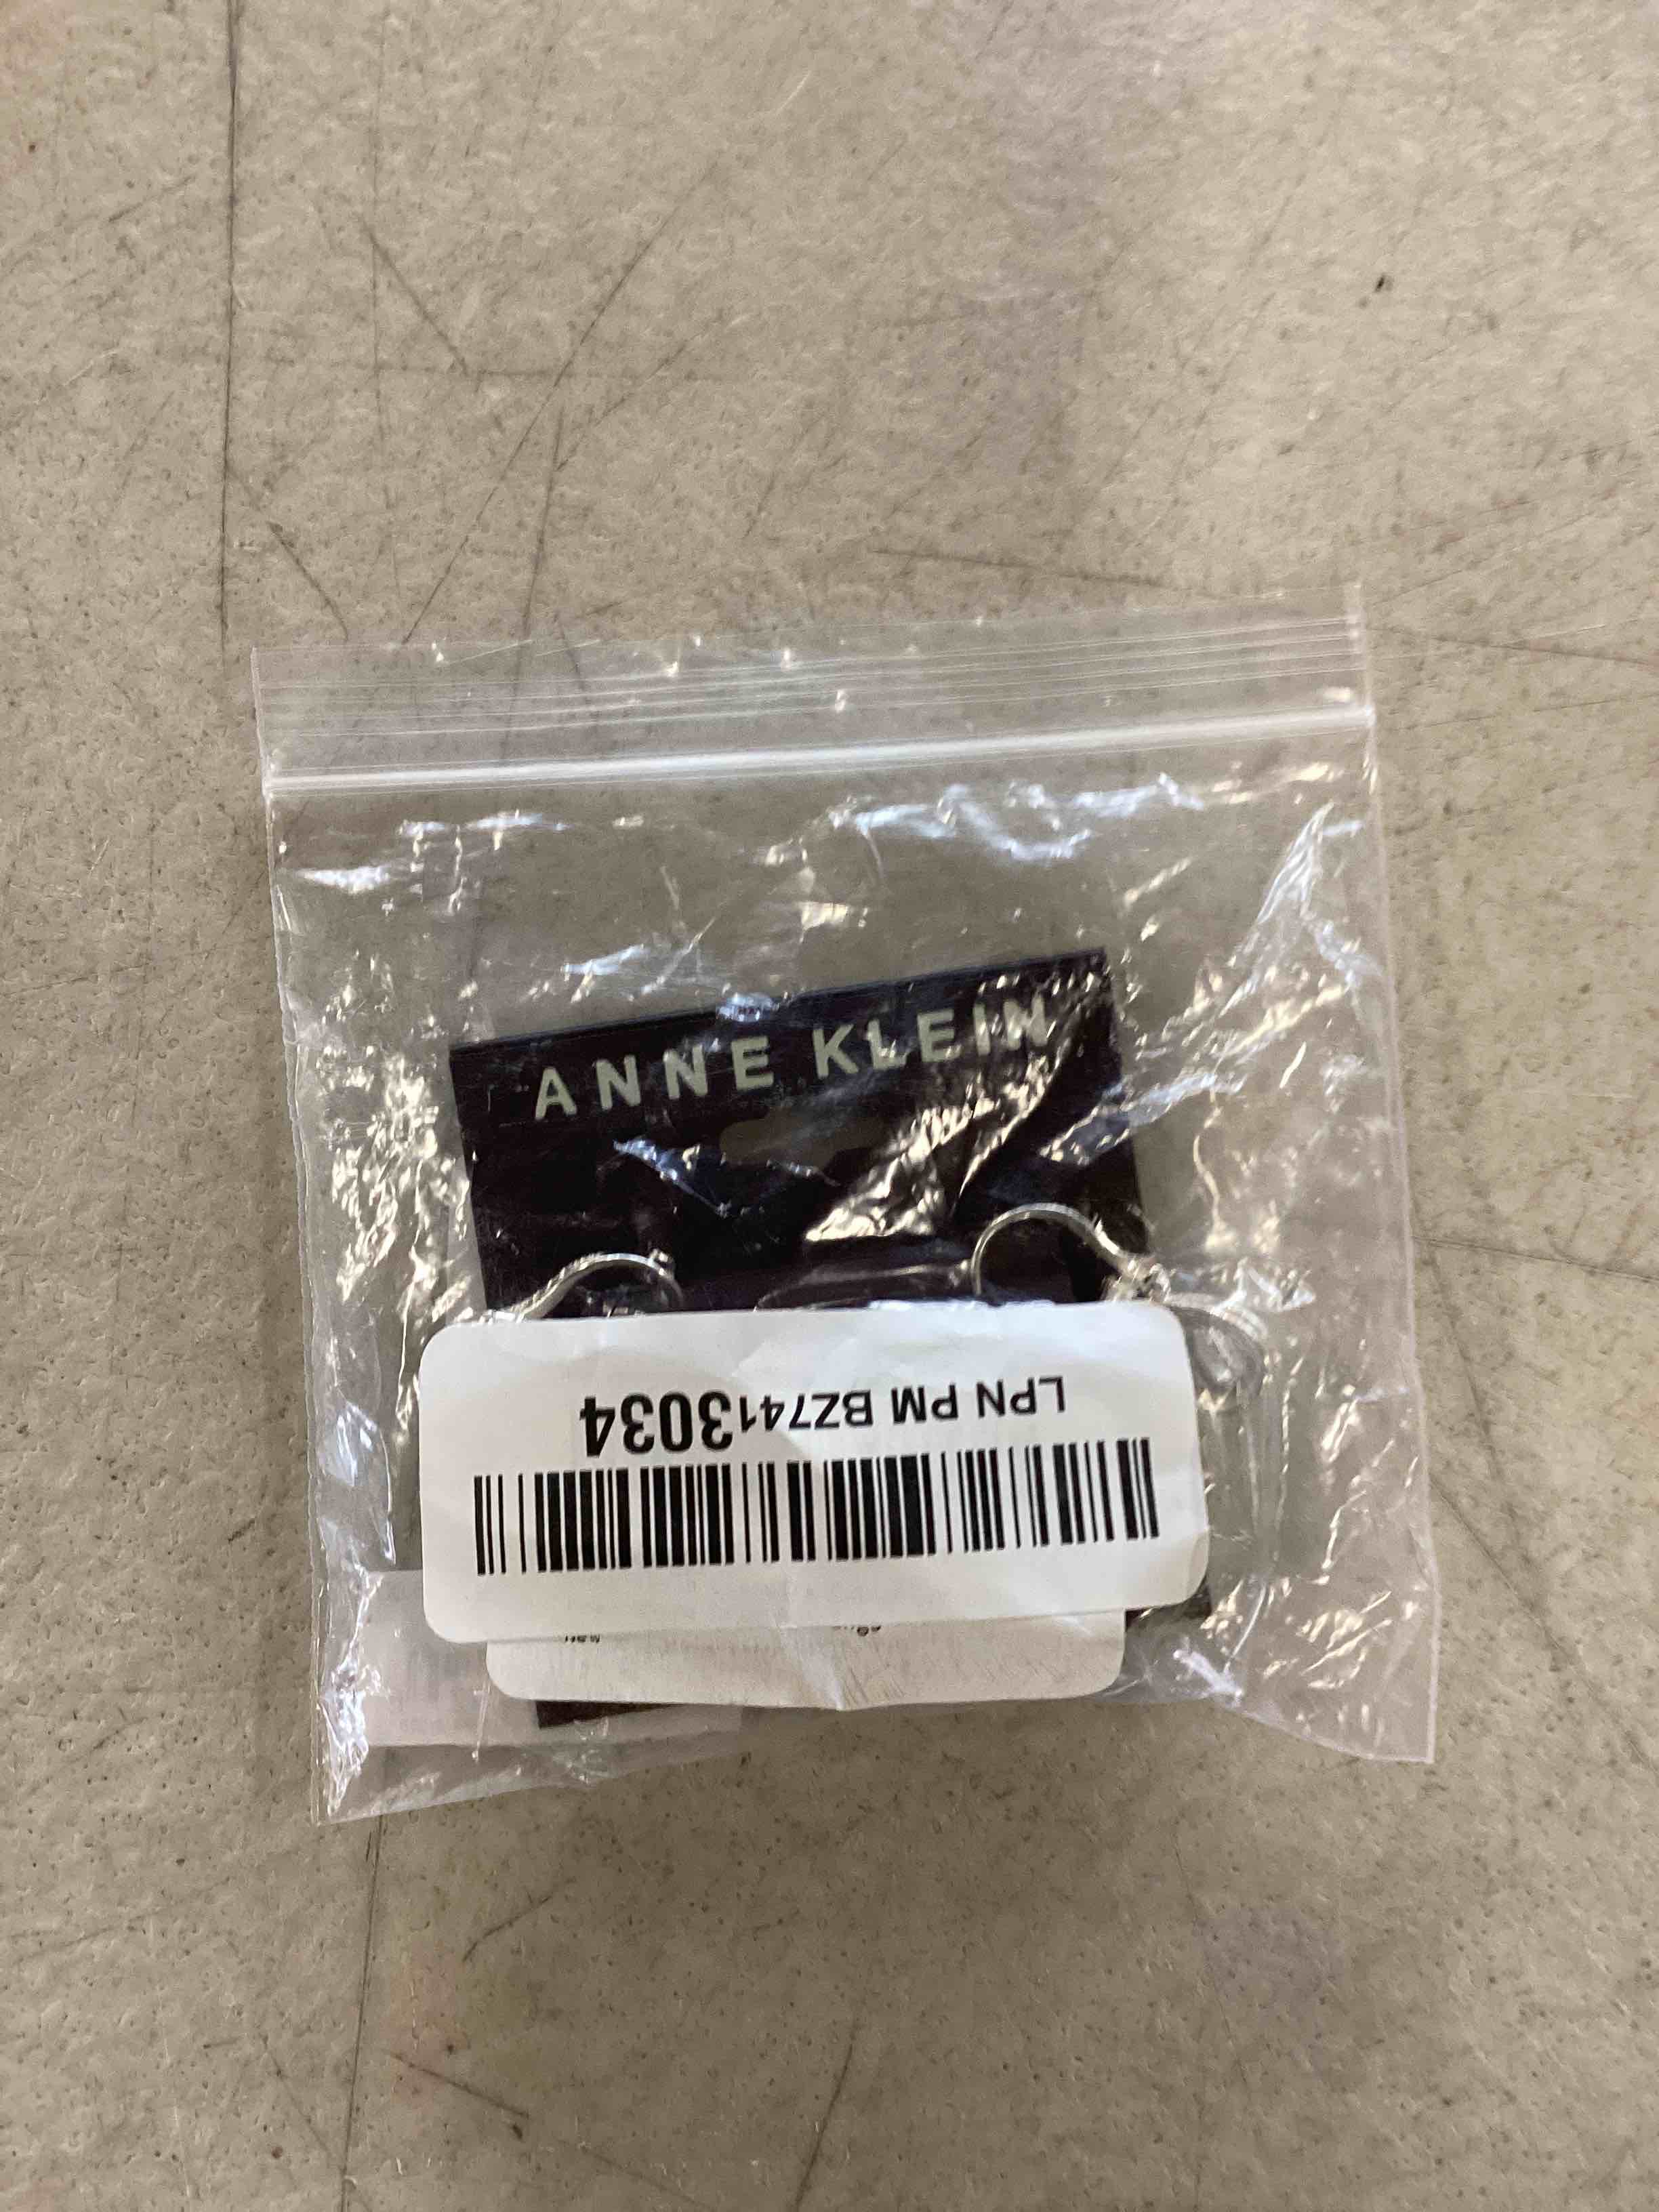 ANNE KLEIN
LPN PM BZ7413034